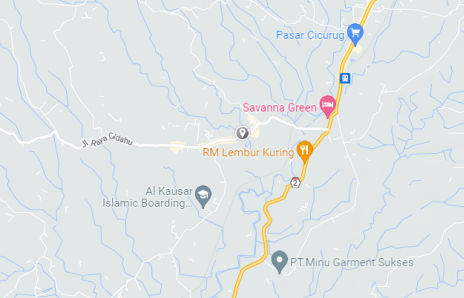 Pasar Cicurug
Savanna Green
Jl. Raya Cidahu
RM Lembur Kuring
2
Al Kausar
Islamic Boarding...
PT.Minu Garment Sukses